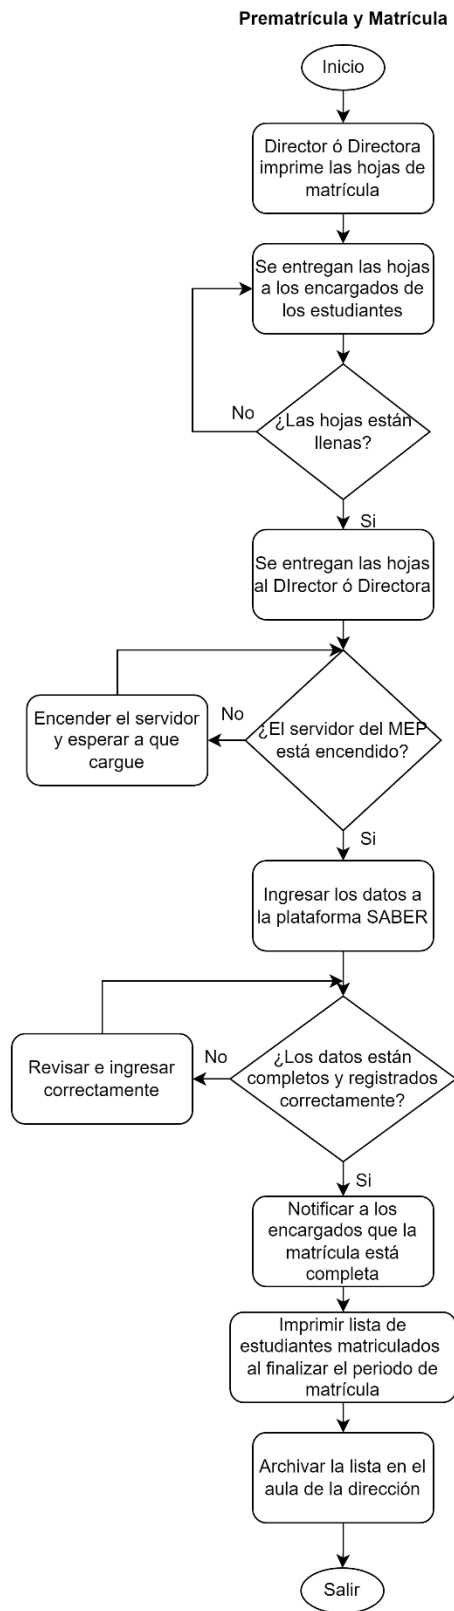 Prematrícula y Matrícula
Inicio
Director ó Directora
imprime las hojas de
matrícula
Se entregan las hojas
a los encargados de
los estudiantes
No
¿Las hojas están
llenas?
Si
Se entregan las hojas
al DIrector ó Directora
Encender el servidor
y esperar a que
cargue
No
¿El servidor del MEP
está encendido?
Si
Ingresar los datos a
la plataforma SABER
Revisar e ingresar
correctamente
No
¿Los datos están
completos y registrados
correctamente?
Si
Notificar a los
encargados que la
matrícula está
completa
Imprimir lista de
estudiantes matriculados
al finalizar el periodo de
matrícula
Archivar la lista en el
aula de la dirección
Salir